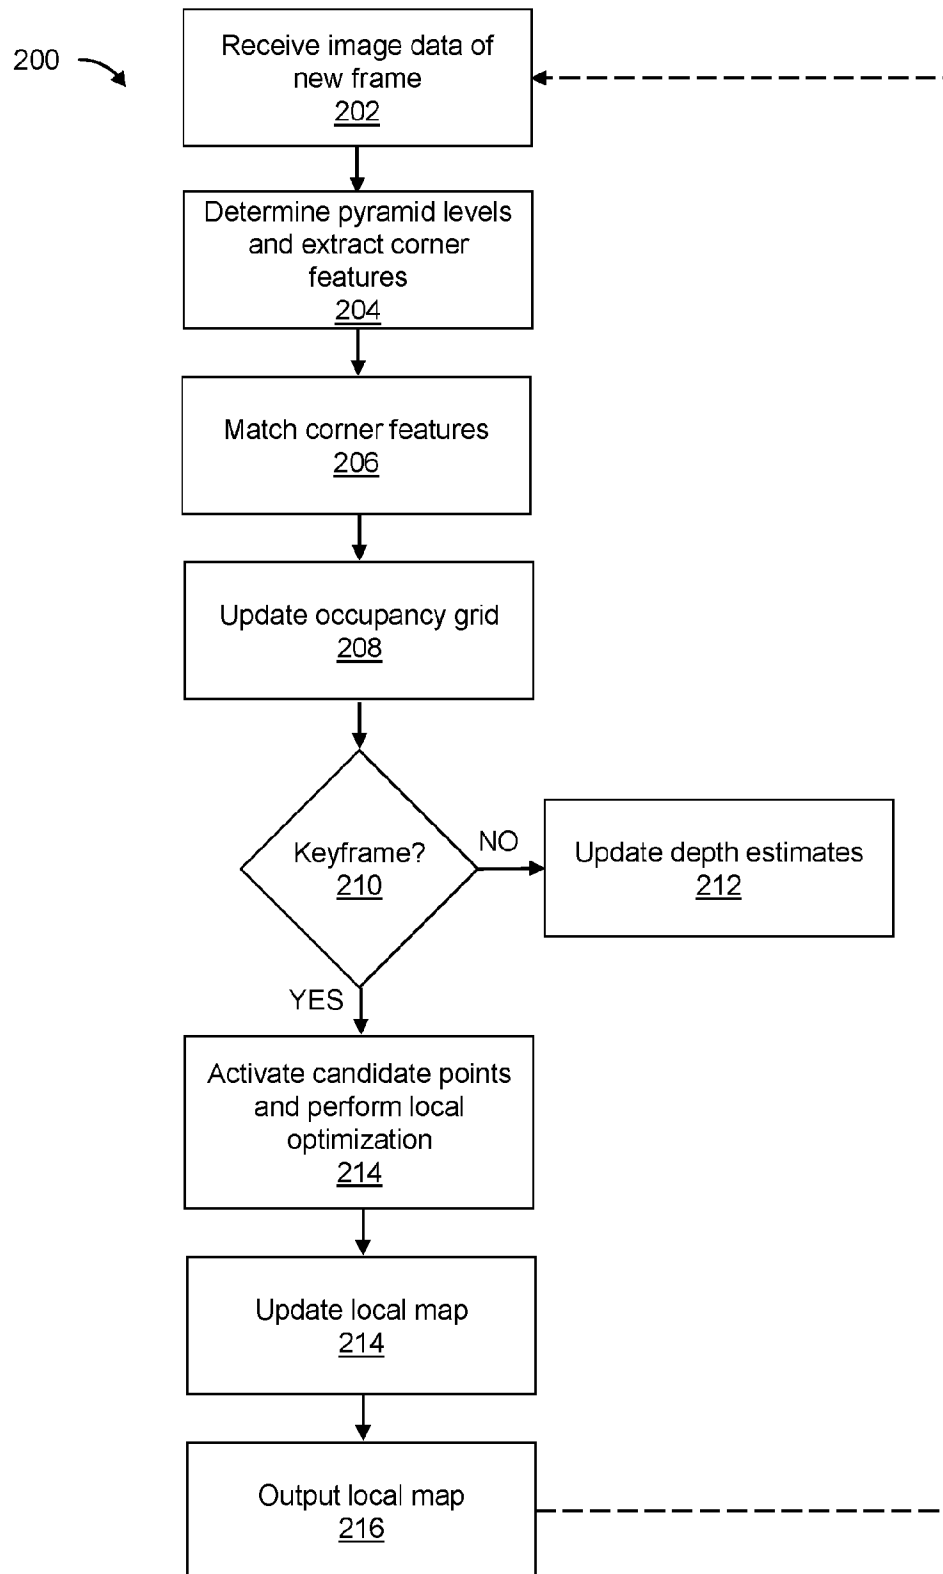 200
Receive image data of
new frame
202
Determine pyramid levels
and extract corner
features
204
Match corner features
206
Update occupancy grid
208
Keyframe?
210
NO
Update depth estimates
212
YES
Activate candidate points
and perform local
optimization
214
Update local map
214
Output local map
216